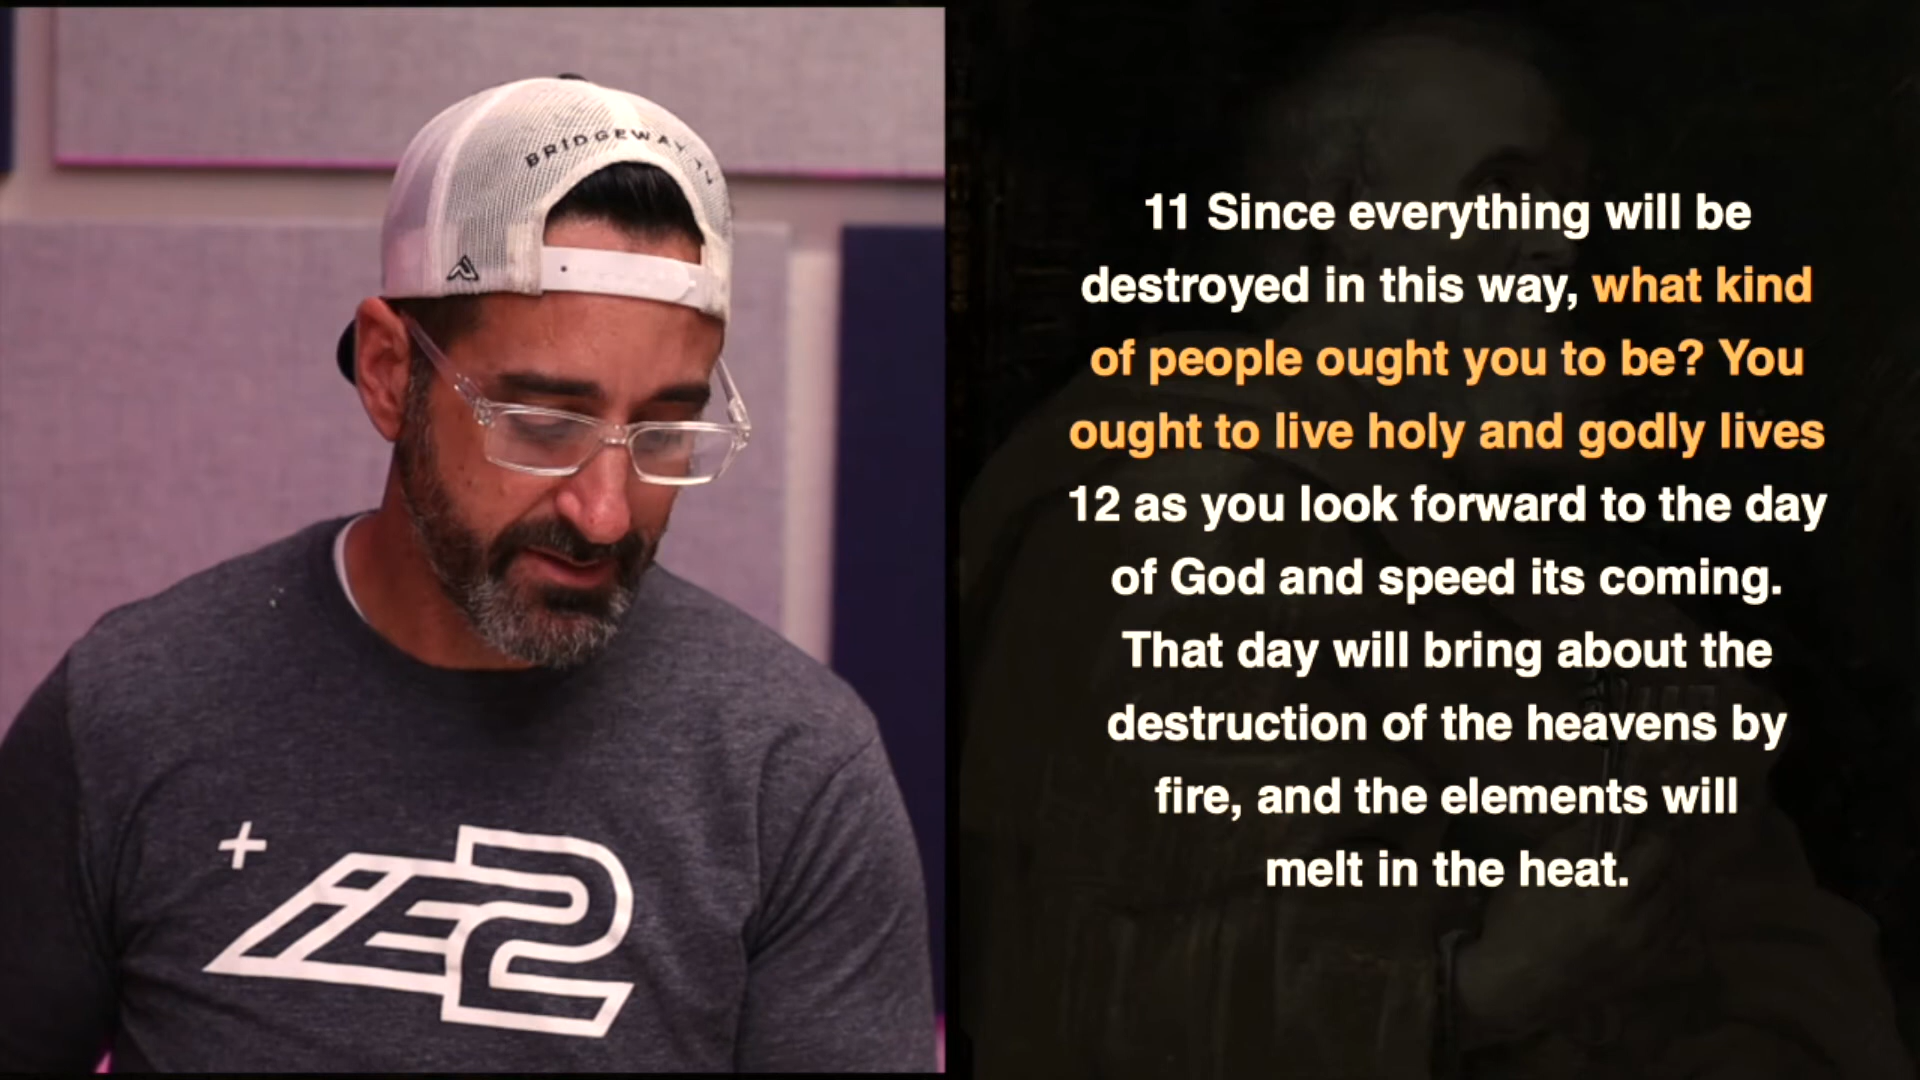 BRIDGEWAY
+
iE2
11 Since everything will be
destroyed in this way, what kind
of people ought you to be? You
ought to live holy and godly lives
12 as you look forward to the day
of God and speed its coming.
That day will bring about the
destruction of the heavens by
fire, and the elements will
melt in the heat.